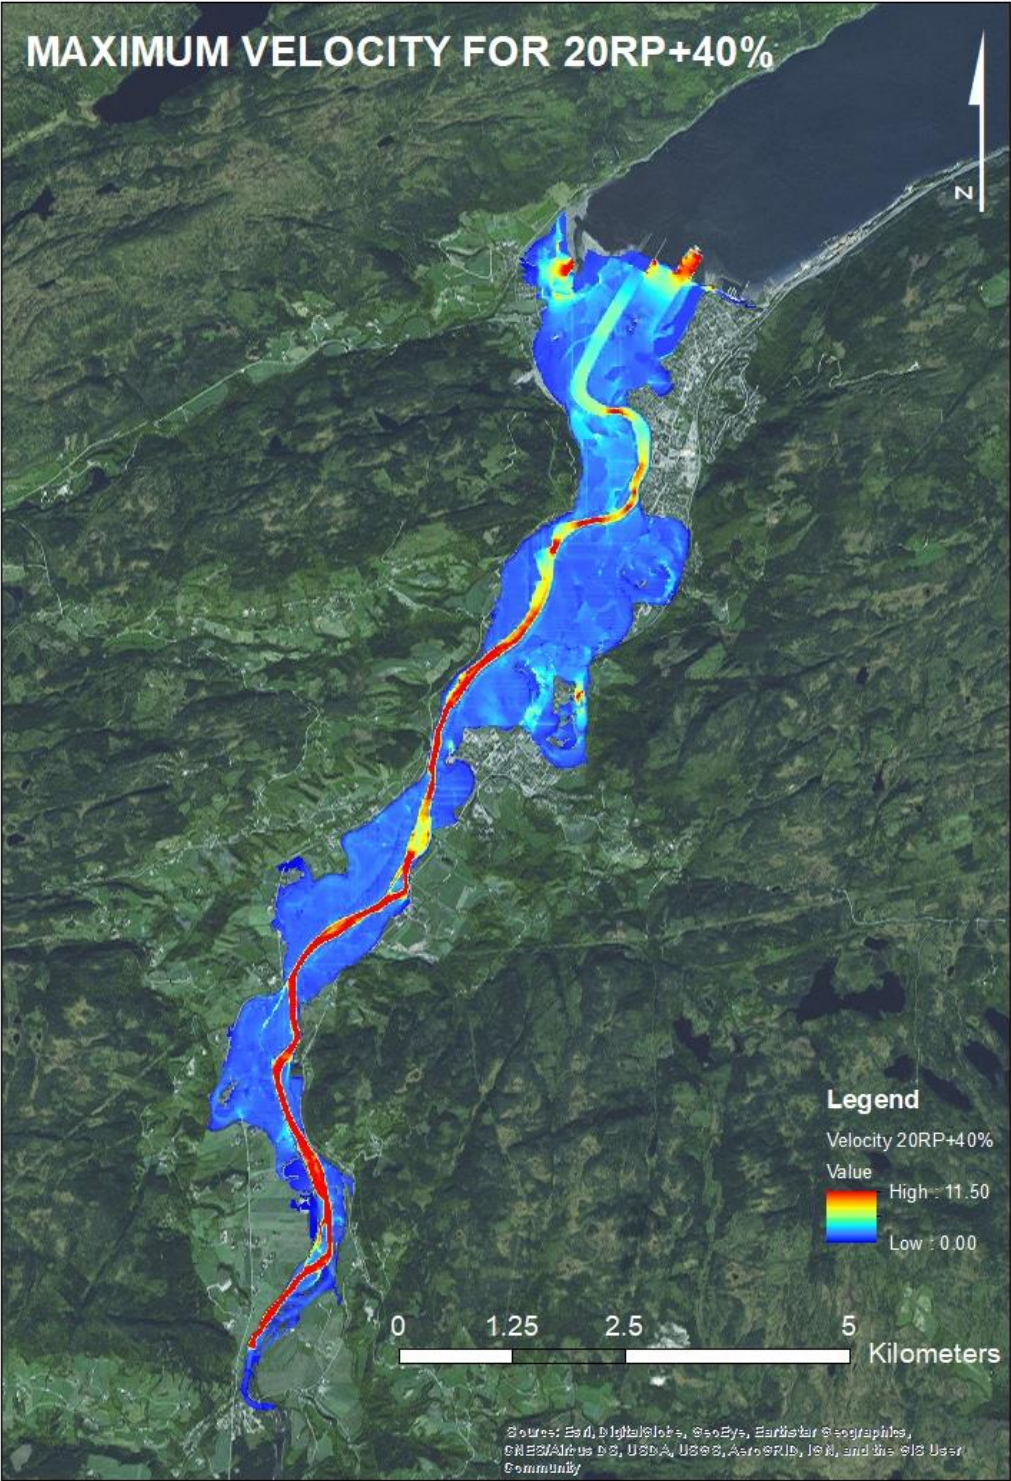 MAXIMUM VELOCITY FOR 20RP+40%
N
Legend
Velocity 20RP+40%
Value
High : 11.50
Low : 0.00
0 1.25 2.5 5
Kilometers
Source: Esri, DigitalGlobe, GeoEye, Earthstar Geographics,
CNES/Airbus DS, USDA, USGS, AeroGRID, IGN, and the GIS User
Community